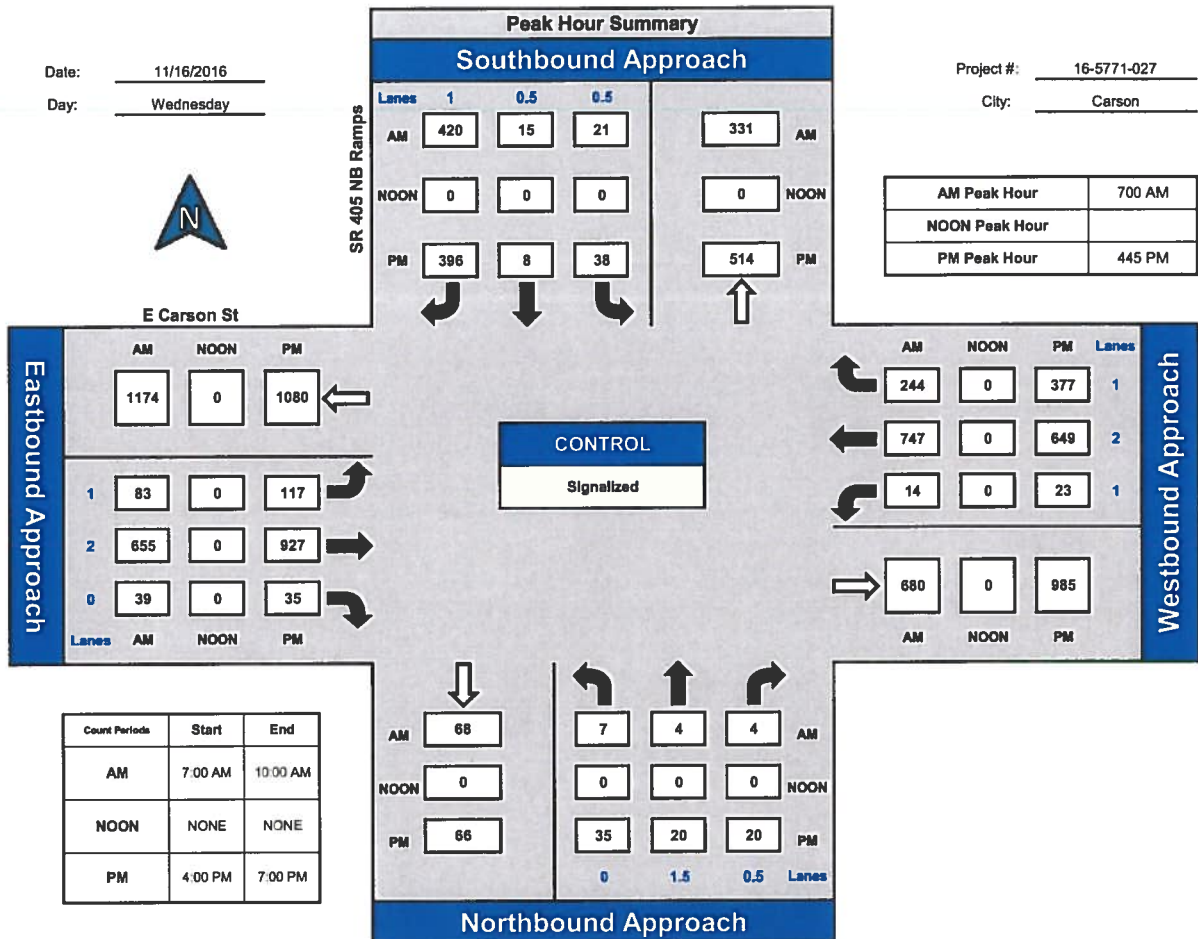 Peak Hour Summary
Southbound Approach
Date: 11/16/2016
Day: Wednesday
Project #: 16-5771-027
City: Carson
N
SR 405 NB Ramps
Lanes 1 0.5 0.5
AM 420 15 21 331 AM
NOON 0 0 0 0 NOON
PM 396 8 38 514 PM
AM Peak Hour 700 AM
NOON Peak Hour
PM Peak Hour 445 PM
E Carson St
Eastbound Approach
AM NOON PM
1174 0 1080
1 83 0 117
2 655 0 927
0 39 0 35
Lanes AM NOON PM
CONTROL
Signalized
AM NOON PM Lanes
244 0 377 1
747 0 649 2
14 0 23 1
680 0 985
AM NOON PM
Westbound Approach
Count Periods Start End
AM 7:00 AM 10:00 AM
NOON NONE NONE
PM 4:00 PM 7:00 PM
AM 68 7 4 4 AM
NOON 0 0 0 0 NOON
PM 66 35 20 20 PM
0 1.5 0.5 Lanes
Northbound Approach